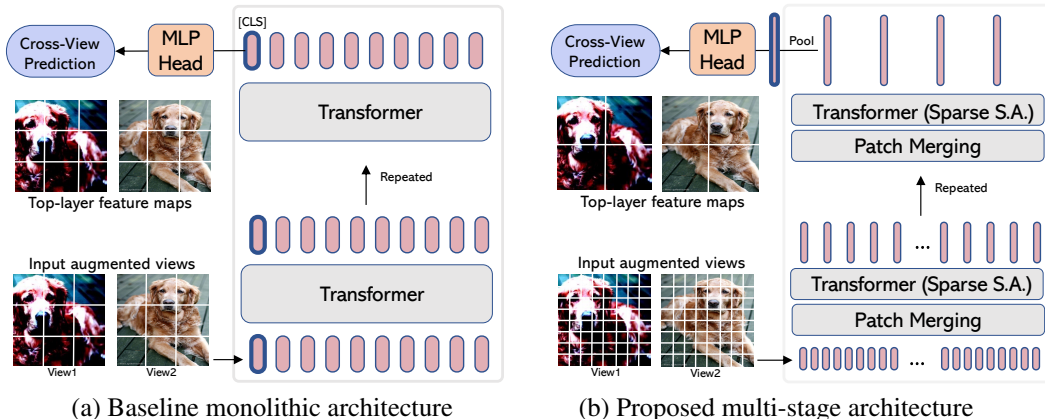 [CLS]
Cross-View
Prediction
MLP
Head
Transformer
Repeated
Top-layer feature maps
Input augmented views
Transformer
View1
View2
(a) Baseline monolithic architecture
Cross-View
Prediction
MLP
Head
Pool
Transformer (Sparse S.A.)
Patch Merging
Repeated
Top-layer feature maps
...
Input augmented views
Transformer (Sparse S.A.)
Patch Merging
...
View1
View2
(b) Proposed multi-stage architecture